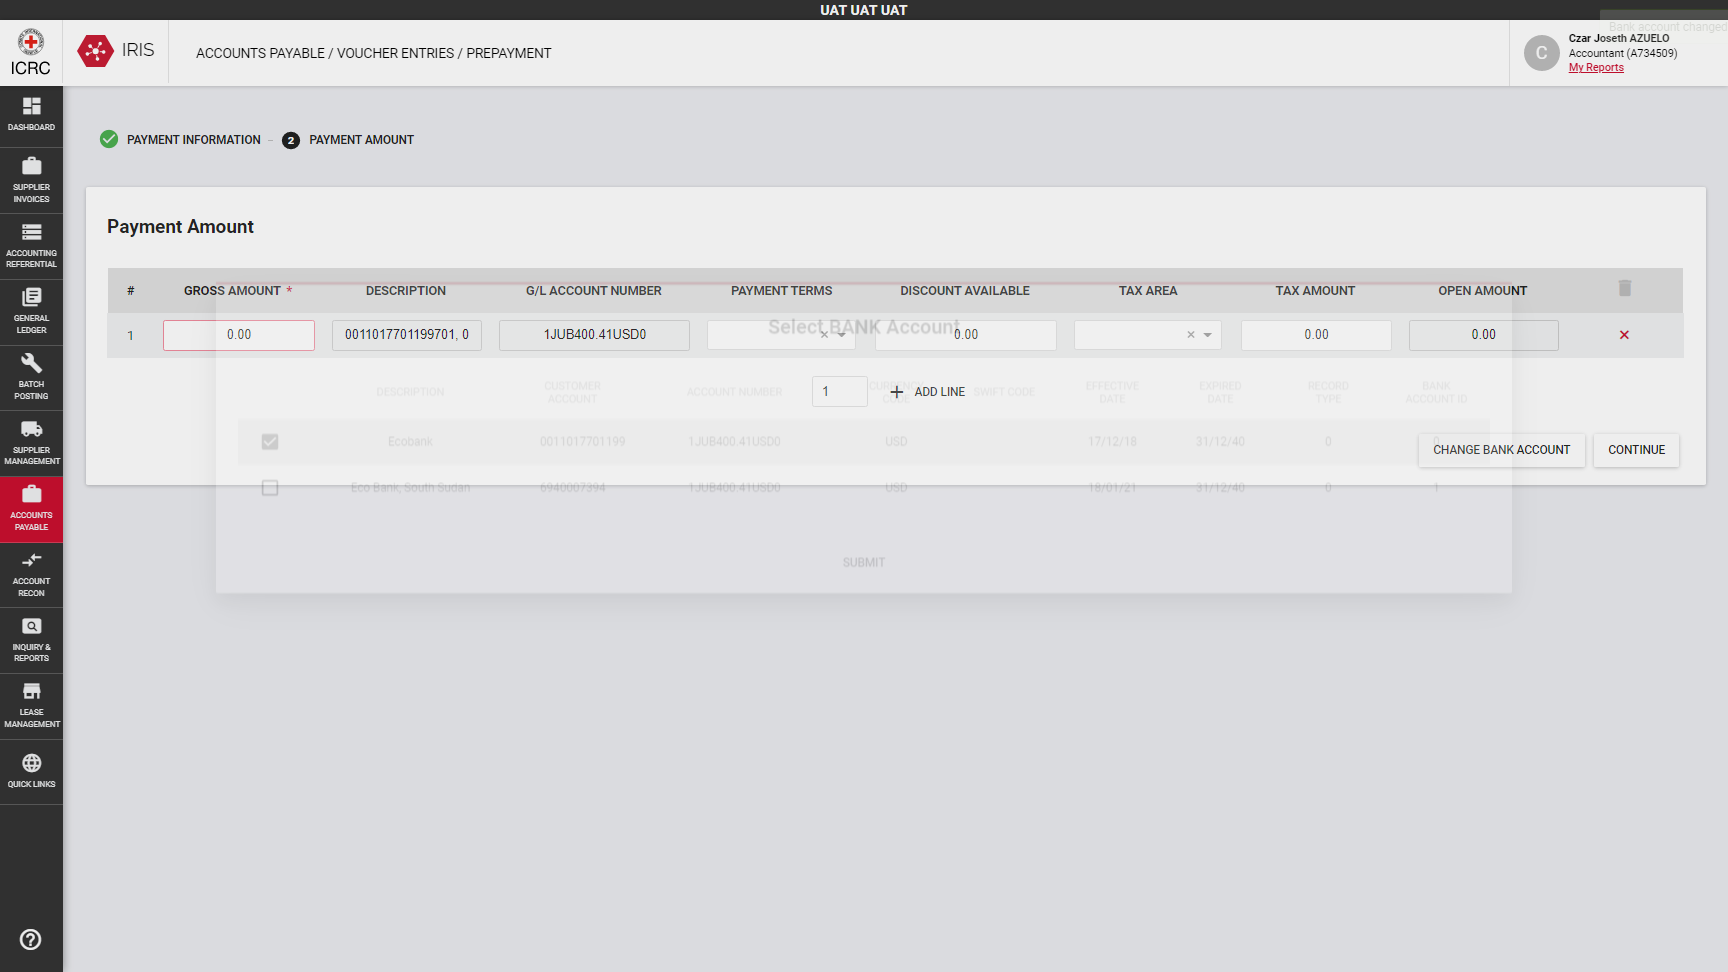 UAT UAT UAT
Bank account changed
ICRC
IRIS
ACCOUNTS PAYABLE / VOUCHER ENTRIES / PREPAYMENT
C
Czar Joseth AZUELO
Accountant (A734509)
My Reports
DASHBOARD
SUPPLIER
INVOICES
ACCOUNTING
REFERENTIAL
GENERAL
LEDGER
BATCH
POSTING
SUPPLIER
MANAGEMENT
ACCOUNTS
PAYABLE
ACCOUNT
RECON
INQUIRY &
REPORTS
LEASE
MANAGEMENT
QUICK LINKS
PAYMENT INFORMATION
2 PAYMENT AMOUNT
Payment Amount
# GROSS AMOUNT * DESCRIPTION G/L ACCOUNT NUMBER PAYMENT TERMS DISCOUNT AVAILABLE TAX AREA TAX AMOUNT OPEN AMOUNT
1 0.00 0011017701199701, 0 1JUB400.41USD0 0.00 0.00 0.00
1 ADD LINE
CHANGE BANK ACCOUNT CONTINUE
Select BANK Account
DESCRIPTION CUSTOMER ACCOUNT ACCOUNT NUMBER CURRENCY CODE SWIFT CODE EFFECTIVE DATE EXPIRED DATE RECORD TYPE BANK ACCOUNT ID
Ecobank 0011017701199 1JUB400.41USD0 USD 17/12/18 31/12/40 0 0
Eco Bank, South Sudan 6940007394 1JUB400.41USD0 USD 18/01/21 31/12/40 0 1
SUBMIT